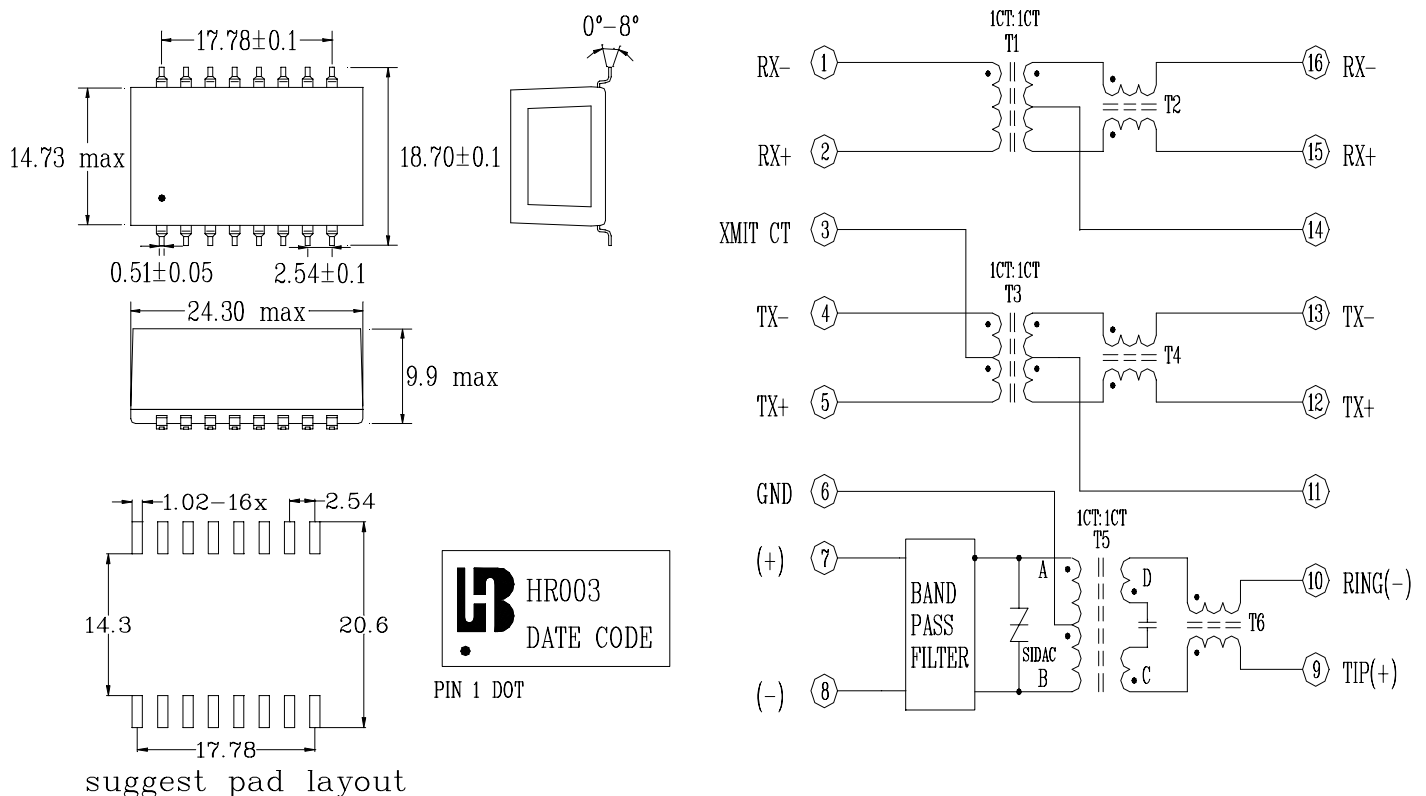 17.78±0.1
0°-8°
14.73 max
18.70±0.1
0.51±0.05
2.54±0.1
24.30 max
9.9 max
1.02-16x
2.54
14.3
20.6
17.78
suggest pad layout
HR003
DATE CODE
PIN 1 DOT
1CT:1CT
T1
RX- 1
16 RX-
T2
RX+ 2
15 RX+
XMIT CT 3
14
1CT:1CT
T3
TX- 4
13 TX-
T4
TX+ 5
12 TX+
GND 6
11
1CT:1CT
T5
(+) 7
A
D
10 RING(-)
BAND
PASS
FILTER
T6
SIDAC
B
C
9 TIP(+)
(-) 8